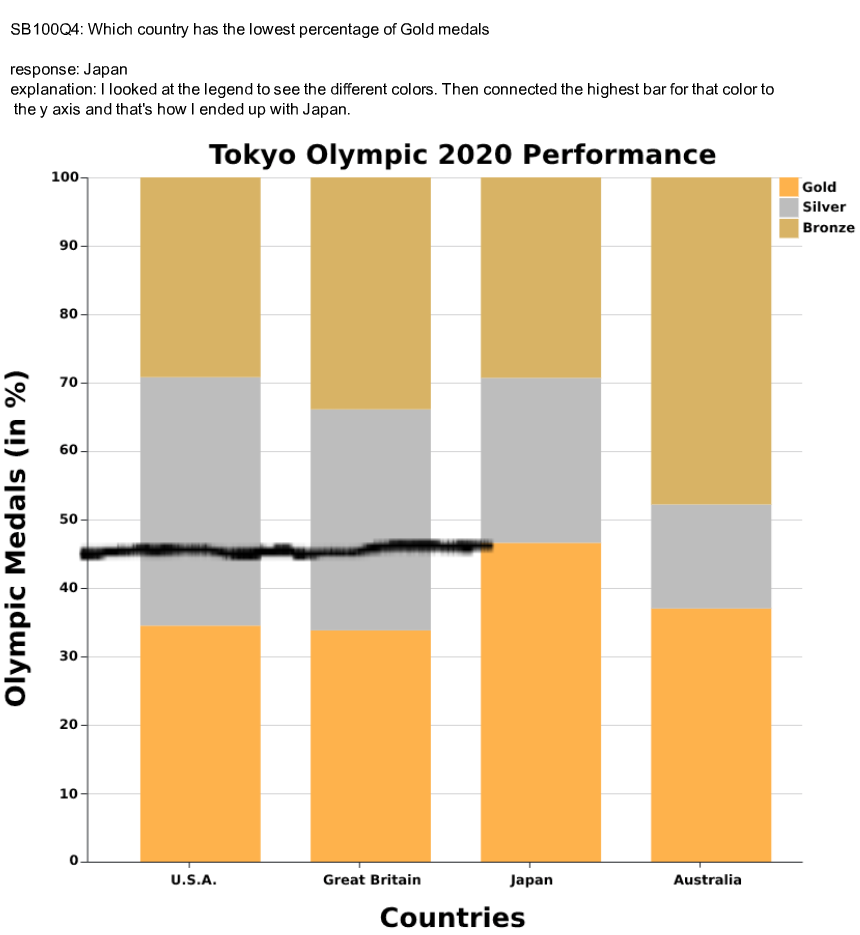 SB100Q4: Which country has the lowest percentage of Gold medals
response: Japan
explanation: I looked at the legend to see the different colors. Then connected the highest bar for that color to
the y axis and that's how I ended up with Japan.
Tokyo Olympic 2020 Performance
Gold
Silver
Bronze
Olympic Medals (in %)
100
90
80
70
60
50
40
30
20
10
0
U.S.A. Great Britain Japan Australia
Countries